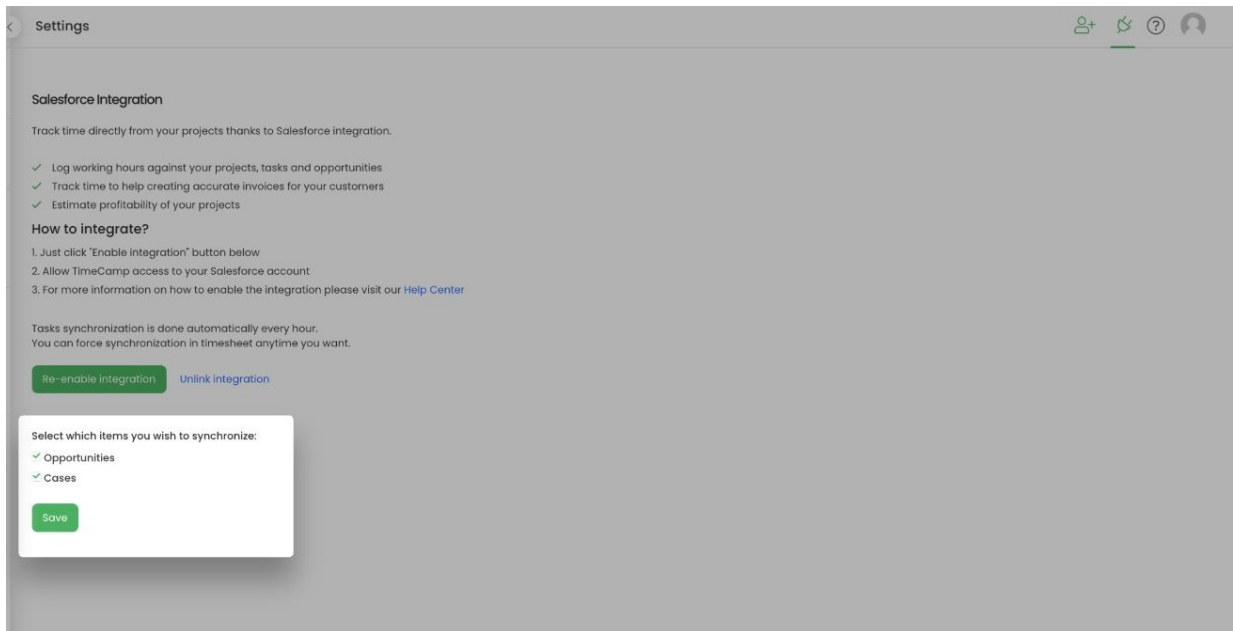 Settings
Salesforce Integration
Track time directly from your projects thanks to Salesforce integration.
Log working hours against your projects, tasks and opportunities
Track time to help creating accurate invoices for your customers
Estimate profitability of your projects
How to integrate?
1. Just click "Enable integration" button below
2. Allow TimeCamp access to your Salesforce account
3. For more information on how to enable the integration please visit our Help Center
Tasks synchronization is done automatically every hour.
You can force synchronization in timesheet anytime you want.
Re-enable integration Unlink integration
Select which items you wish to synchronize:
Opportunities
Cases
Save